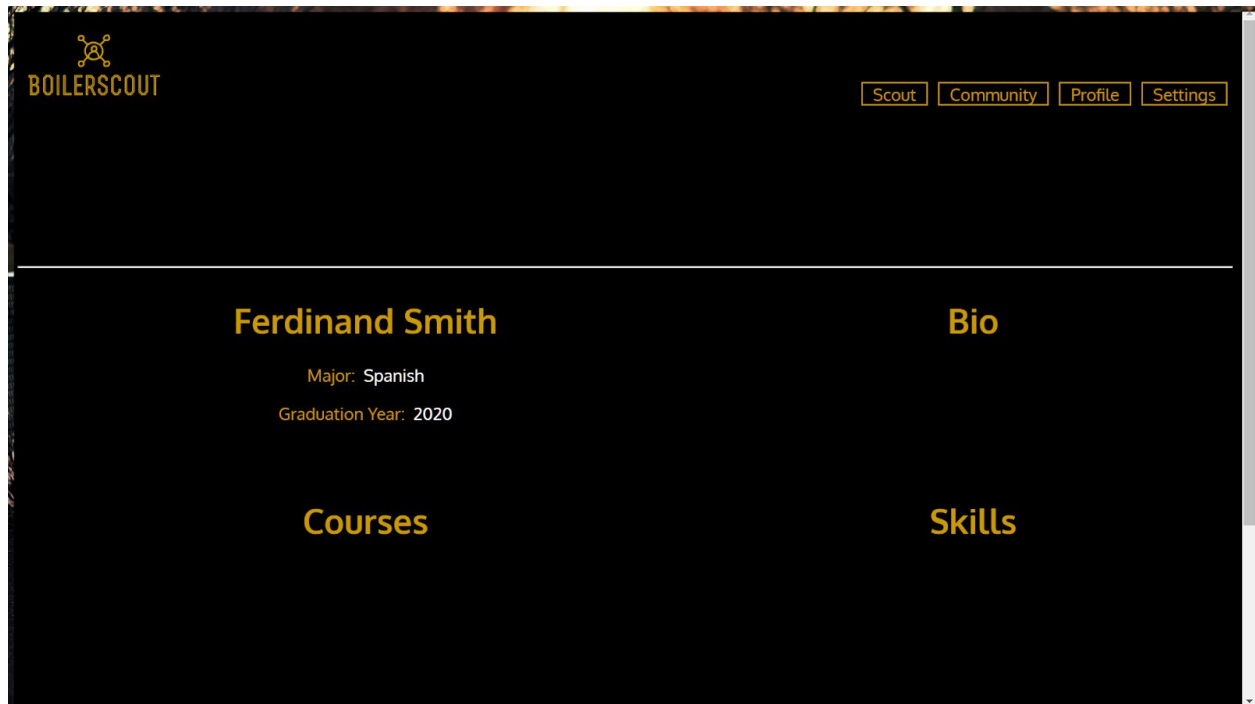 BOILERSCOUT
Scout Community Profile Settings
Ferdinand Smith
Major: Spanish
Graduation Year: 2020
Bio
Courses
Skills